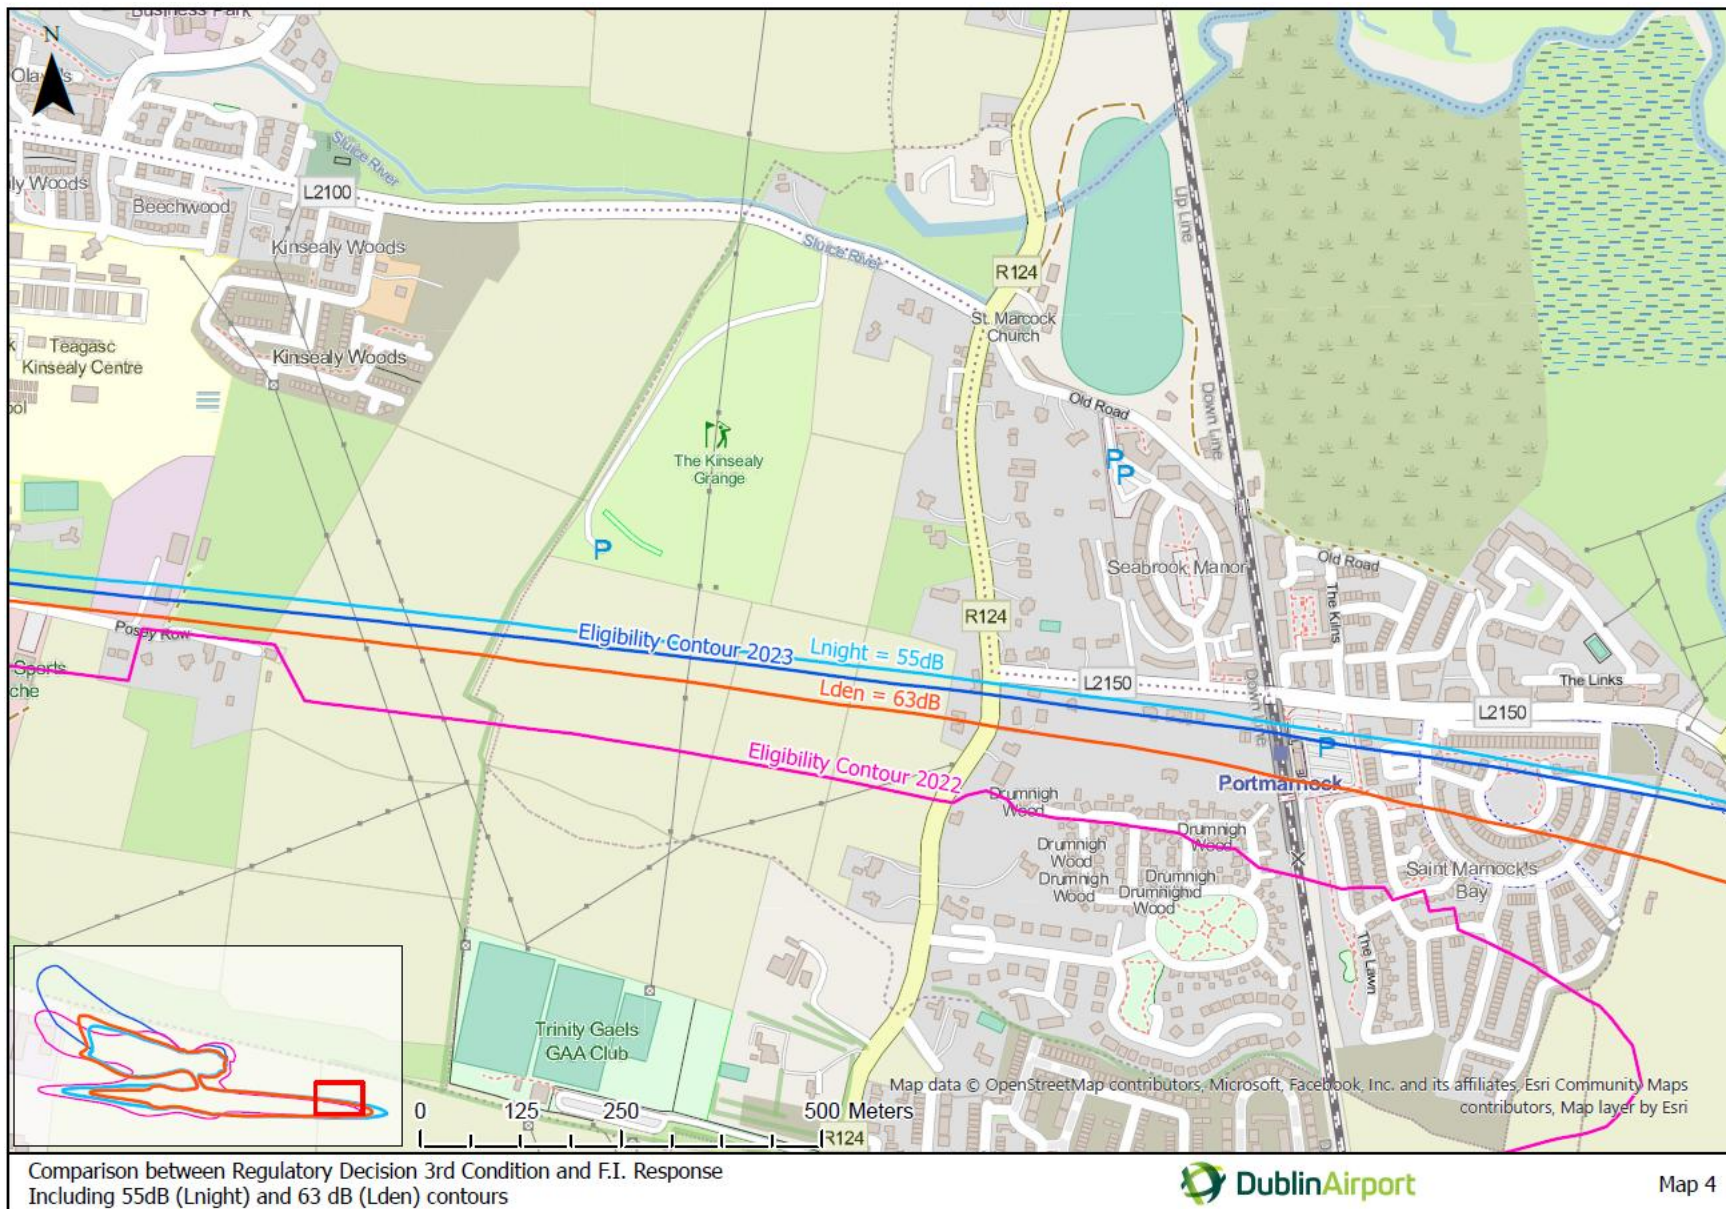 Business Park
N
Sluice River
L2100
Beechwood
Kinsealy Woods
Sluice River
R124
Up Line
St. Marcock
Church
Teagasc
Kinsealy Centre
Kinsealy Woods
Old Road
Down Line
The Kinsealy
Grange
P
P
P
Seabrook Manor
Old Road
The Kilns
R124
Posey Row
Eligibility Contour 2023
Lnight = 55dB
Lden = 63dB
L2150
The Links
L2150
P
Portmarnock
Eligibility Contour 2022
Drumnigh
Wood
Drumnigh
Wood
Drumnigh
Wood
Drumnigh
Wood
Drumnigh
Wood
Saint Marnock's
Bay
The Lawn
Sports
Trinity Gaels
GAA Club
Map data © OpenStreetMap contributors, Microsoft, Facebook, Inc. and its affiliates, Esri Community Maps
contributors, Map layer by Esri
0 125 250 500 Meters
R124
Comparison between Regulatory Decision 3rd Condition and F.I. Response
Including 55dB (Lnight) and 63 dB (Lden) contours
DublinAirport
Map 4